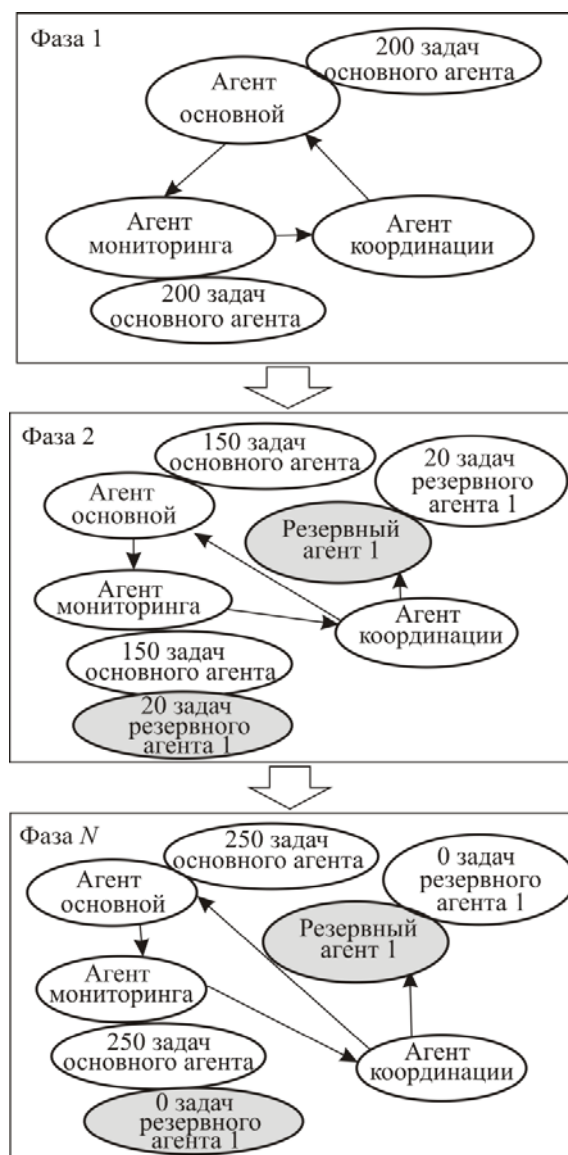 Фаза 1
200 задач
основного агента
Агент
основной
Агент
мониторинга
Агент
координации
200 задач
основного агента
Фаза 2
150 задач
основного агента
20 задач
резервного
агента 1
Агент
основной
Резервный
агент 1
Агент
мониторинга
Агент
координации
150 задач
основного агента
20 задач
резервного
агента 1
Фаза N
250 задач
основного агента
0 задач
резервного
агента 1
Агент
основной
Резервный
агент 1
Агент
мониторинга
250 задач
основного агента
Агент
координации
0 задач
резервного
агента 1